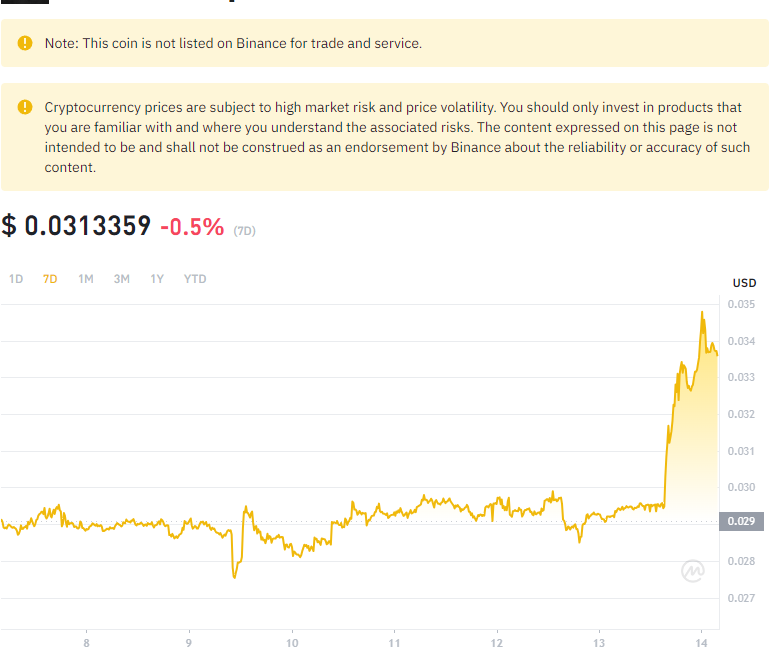 Note: This coin is not listed on Binance for trade and service.
Cryptocurrency prices are subject to high market risk and price volatility. You should only invest in products that
you are familiar with and where you understand the associated risks. The content expressed on this page is not
intended to be and shall not be construed as an endorsement by Binance about the reliability or accuracy of such
content.
$ 0.0313359 -0.5% (7D)
1D 7D 1M 3M 1Y YTD
USD
0.035
0.034
0.033
0.032
0.031
0.030
0.029
0.028
0.027
8 9 10 11 12 13 14